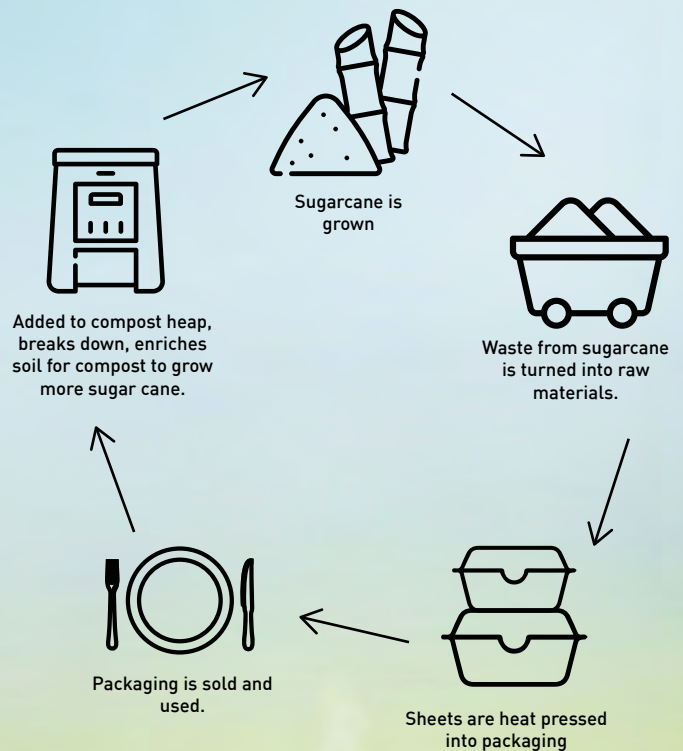 Sugarcane is
grown
Waste from sugarcane
is turned into raw
materials.
Sheets are heat pressed
into packaging
Packaging is sold and
used.
Added to compost heap,
breaks down, enriches
soil for compost to grow
more sugar cane.